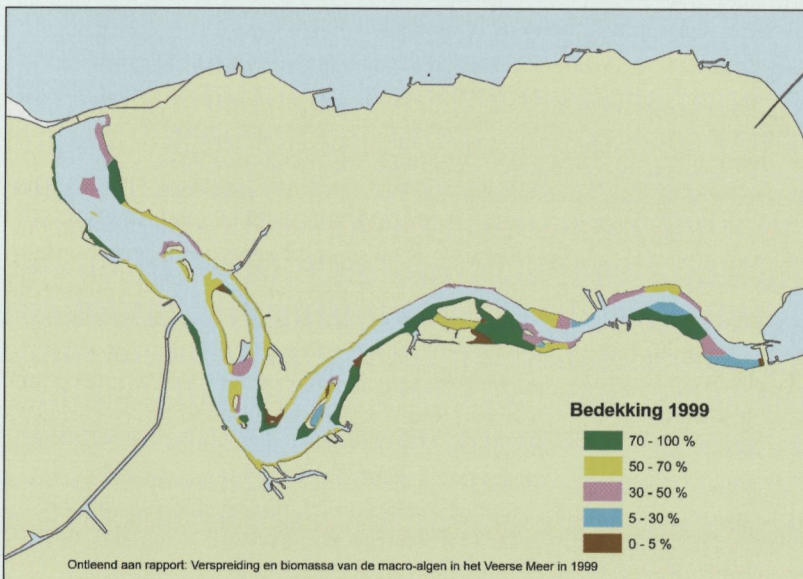 Bedekking 1999
70 - 100 %
50 - 70 %
30 - 50 %
5 - 30 %
0 - 5 %
Ontleend aan rapport: Verspreiding en biomassa van de macro-algen in het Veerse Meer in 1999